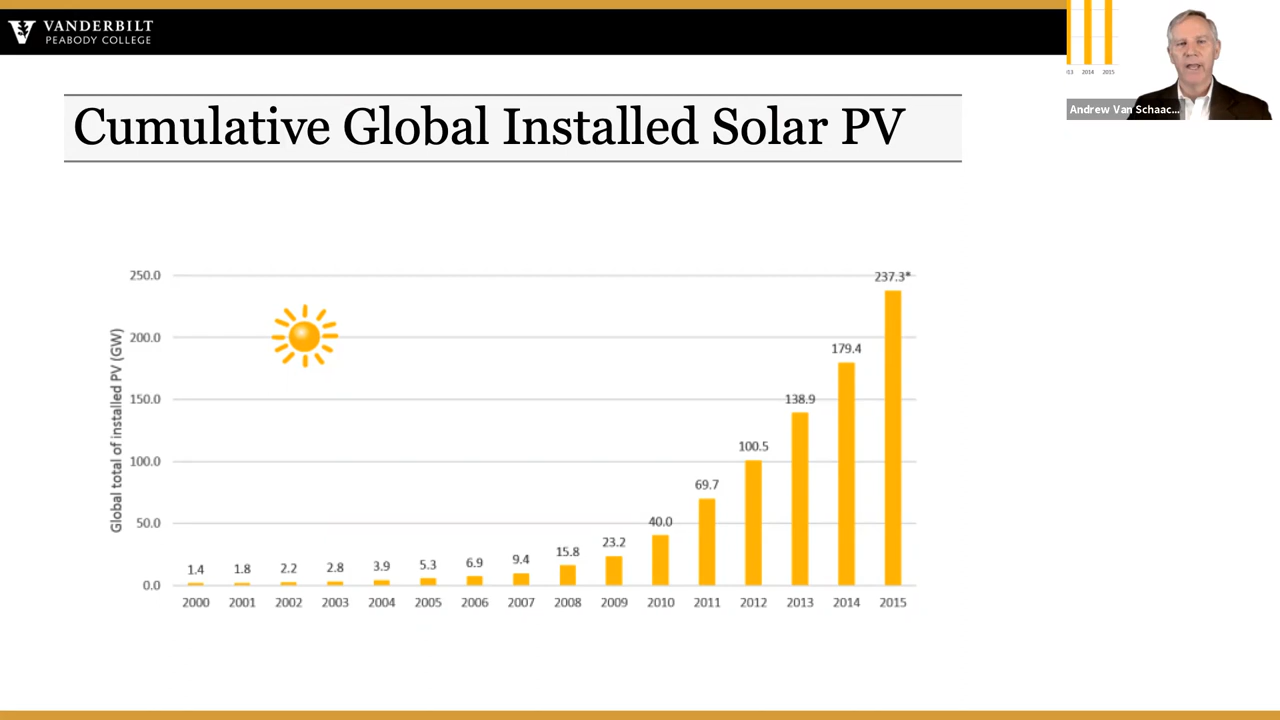 VANDERBILT
PEABODY COLLEGE
013 2014 2015
Andrew Van Schaac...
Cumulative Global Installed Solar PV
Global total of installed PV (GW)
250.0
200.0
150.0
100.0
50.0
0.0
1.4 1.8 2.2 2.8 3.9 5.3 6.9 9.4 15.8 23.2 40.0 69.7 100.5 138.9 179.4 237.3*
2000 2001 2002 2003 2004 2005 2006 2007 2008 2009 2010 2011 2012 2013 2014 2015